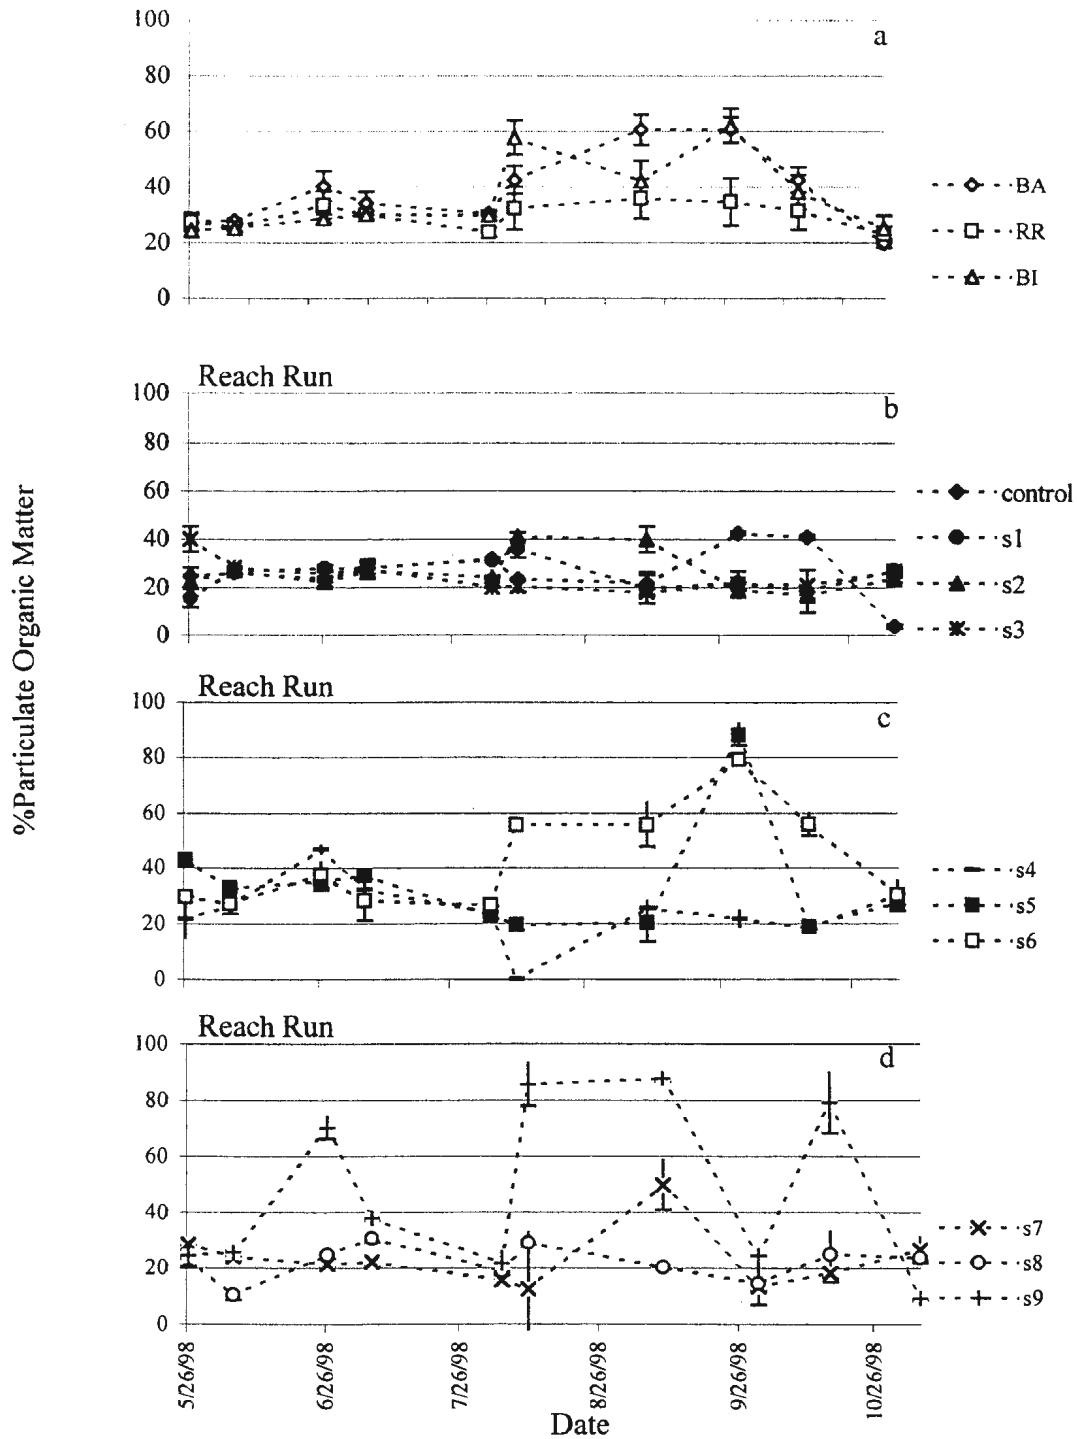 %Particulate Organic Matter
100
a
80
60
40
20
0
BA
RR
BI
Reach Run
100
b
80
60
40
20
0
control
s1
s2
s3
Reach Run
100
c
80
60
40
20
0
s4
s5
s6
Reach Run
100
d
80
60
40
20
0
s7
s8
s9
5/26/98
6/26/98
7/26/98
8/26/98
9/26/98
10/26/98
Date